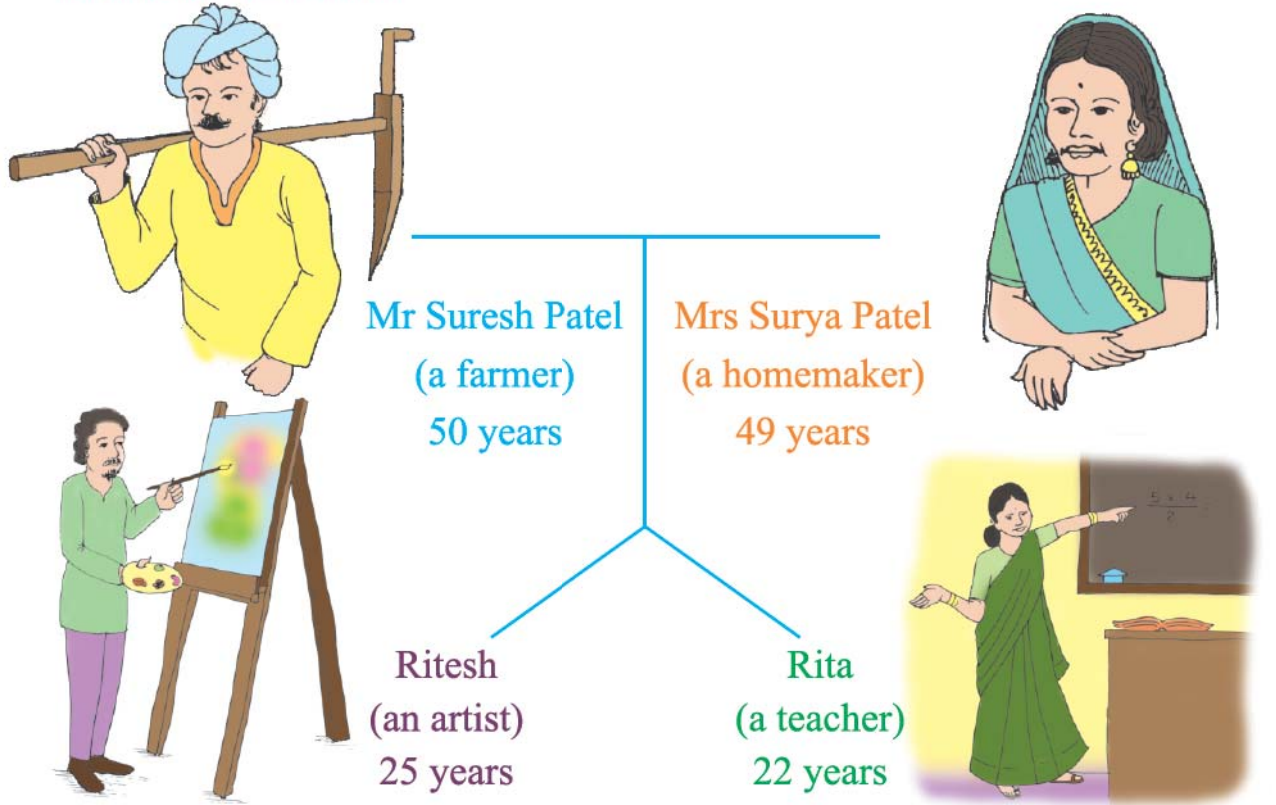 Mr Suresh Patel
(a farmer)
50 years
Mrs Surya Patel
(a homemaker)
49 years
Ritesh
(an artist)
25 years
Rita
(a teacher)
22 years